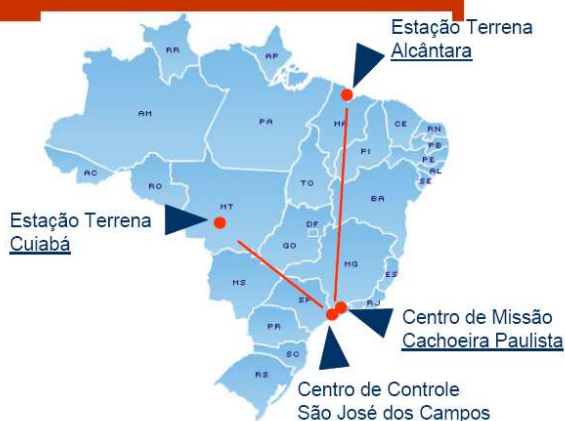 Estação Terrena
Alcântara
RR
AP
AM
PA
MA
CE
RN
PB
PE
AL
SE
PI
AC
RO
TO
BA
MT
Estação Terrena
Cuiabá
DF
GO
MG
ES
MS
SP
RJ
PR
SC
RS
Centro de Missão
Cachoeira Paulista
Centro de Controle
São José dos Campos